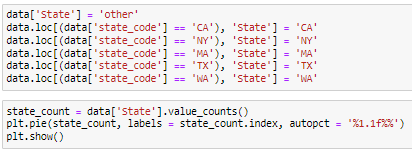 data['State'] = 'other'
data.loc[(data['state_code'] == 'CA'), 'State'] = 'CA'
data.loc[(data['state_code'] == 'NY'), 'State'] = 'NY'
data.loc[(data['state_code'] == 'MA'), 'State'] = 'MA'
data.loc[(data['state_code'] == 'TX'), 'State'] = 'TX'
data.loc[(data['state_code'] == 'WA'), 'State'] = 'WA'
state_count = data['State'].value_counts()
plt.pie(state_count, labels = state_count.index, autopct = '%1.1f%%')
plt.show()